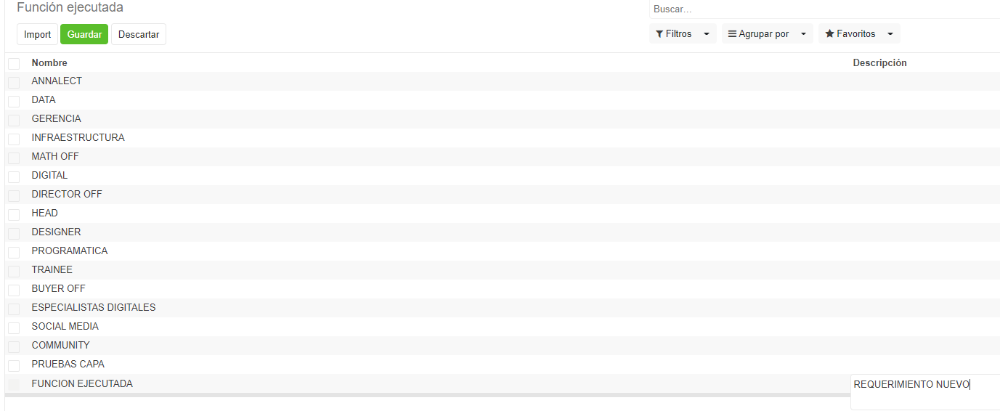 Función ejecutada
Buscar...
Import Guardar Descartar
Filtros Agrupar por Favoritos
Nombre Descripción
ANNALECT
DATA
GERENCIA
INFRAESTRUCTURA
MATH OFF
DIGITAL
DIRECTOR OFF
HEAD
DESIGNER
PROGRAMATICA
TRAINEE
BUYER OFF
ESPECIALISTAS DIGITALES
SOCIAL MEDIA
COMMUNITY
PRUEBAS CAPA
FUNCION EJECUTADA REQUERIMIENTO NUEVO